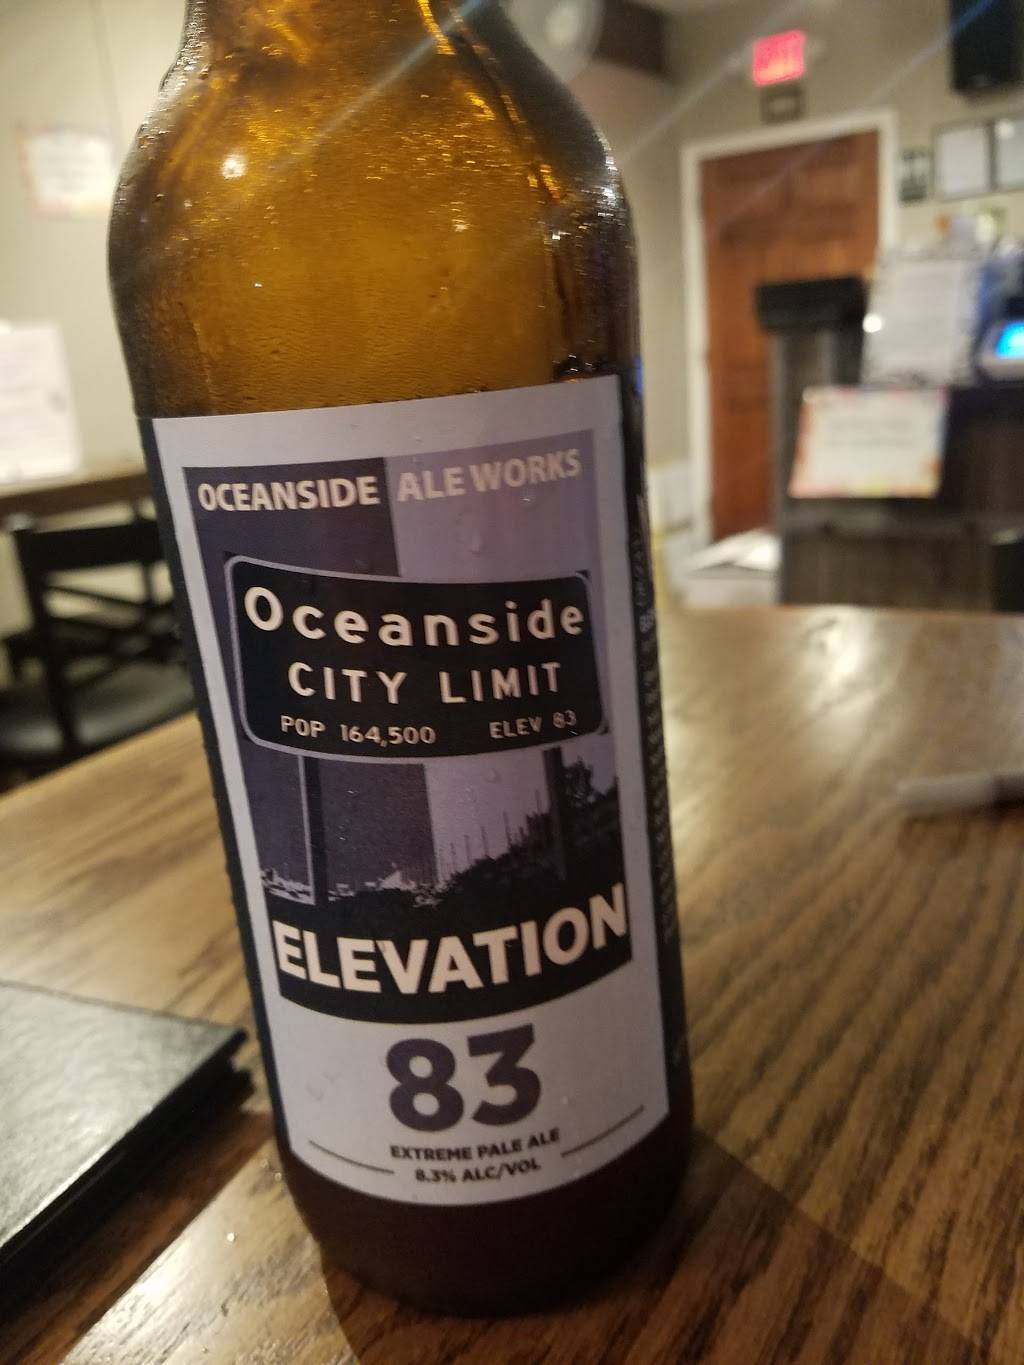 EXIT
OCEANSIDE ALE WORKS
Oceanside
CITY LIMIT
POP 164,500 ELEV 83
ELEVATION
83
EXTREME PALE ALE
8.3% ALC/VOL